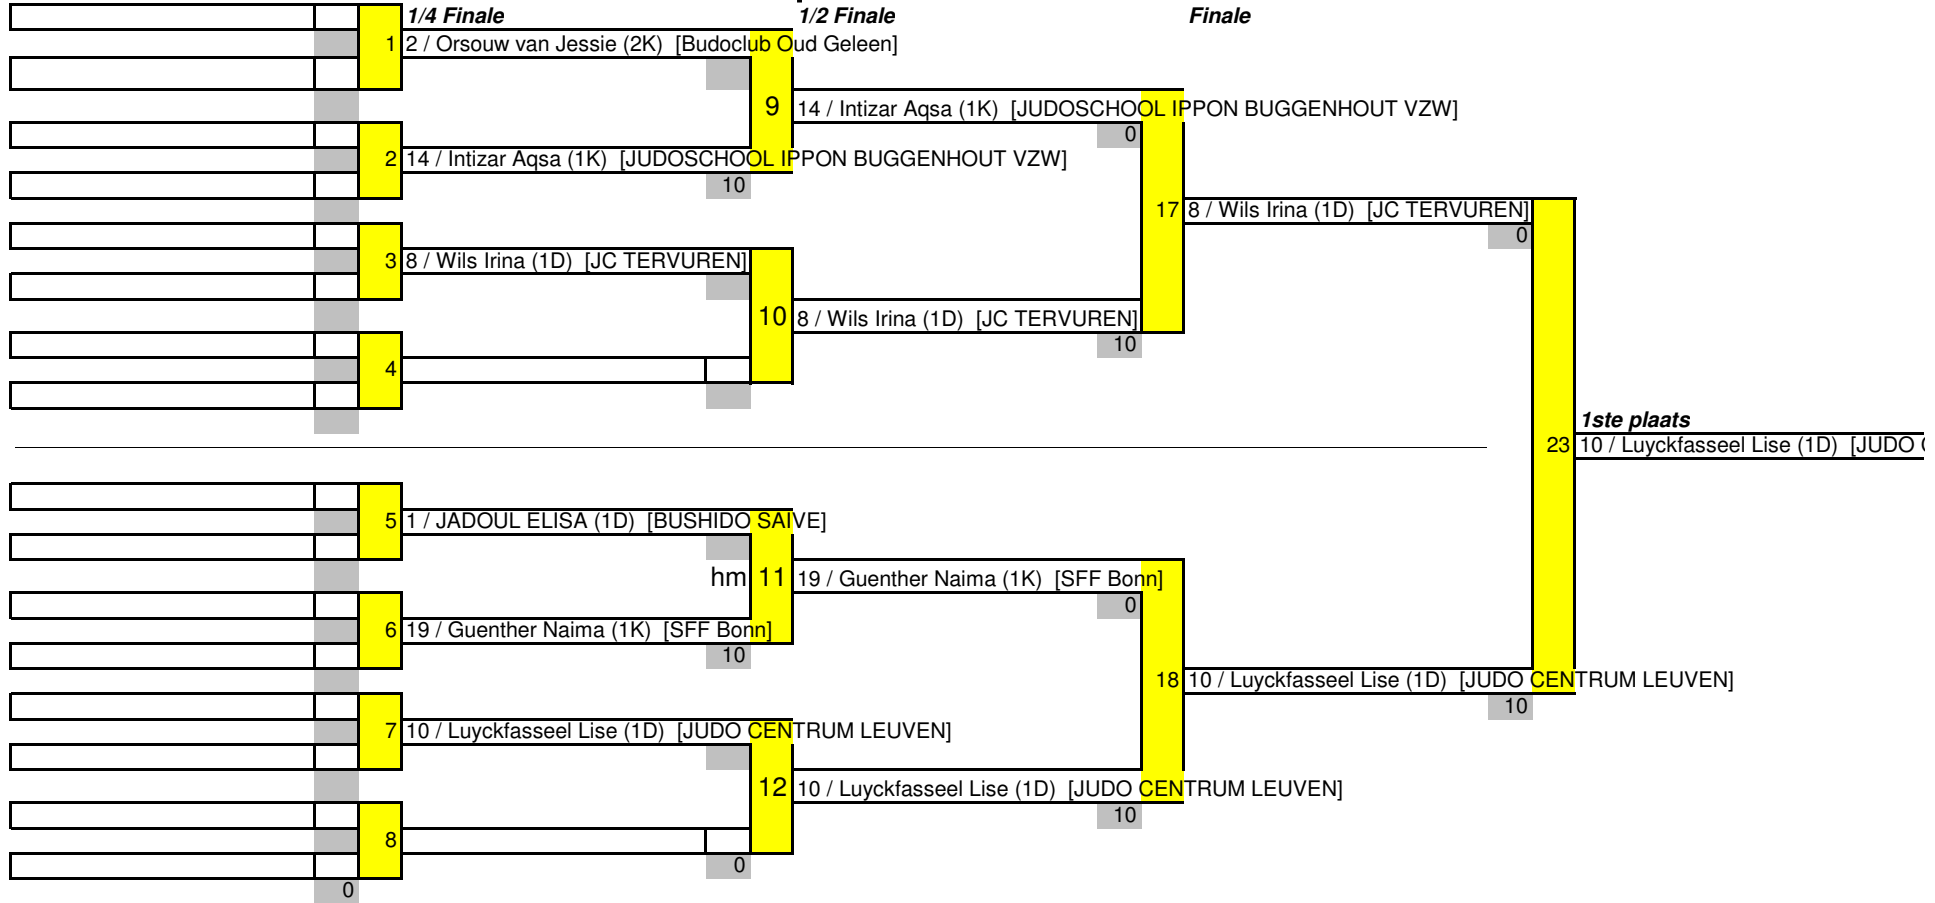 1/4 Finale 1/2 Finale Finale
1 2 / Orsouw van Jessie (2K) [Budoclub Oud Geleen]
9 14 / Intizar Aqsa (1K) [JUDOSCHOOL IPPON BUGGENHOUT VZW]
0
2 14 / Intizar Aqsa (1K) [JUDOSCHOOL IPPON BUGGENHOUT VZW]
10
17 8 / Wils Irina (1D) [JC TERVUREN]
0
3 8 / Wils Irina (1D) [JC TERVUREN]
10 8 / Wils Irina (1D) [JC TERVUREN]
10
4
1ste plaats
23 10 / Luyckfasseel Lise (1D) [JUDO
5 1 / JADOUL ELISA (1D) [BUSHIDO SAIVE]
hm 11 19 / Guenther Naima (1K) [SFF Bonn]
0
6 19 / Guenther Naima (1K) [SFF Bonn]
10
18 10 / Luyckfasseel Lise (1D) [JUDO CENTRUM LEUVEN]
10
7 10 / Luyckfasseel Lise (1D) [JUDO CENTRUM LEUVEN]
12 10 / Luyckfasseel Lise (1D) [JUDO CENTRUM LEUVEN]
10
8
0
0